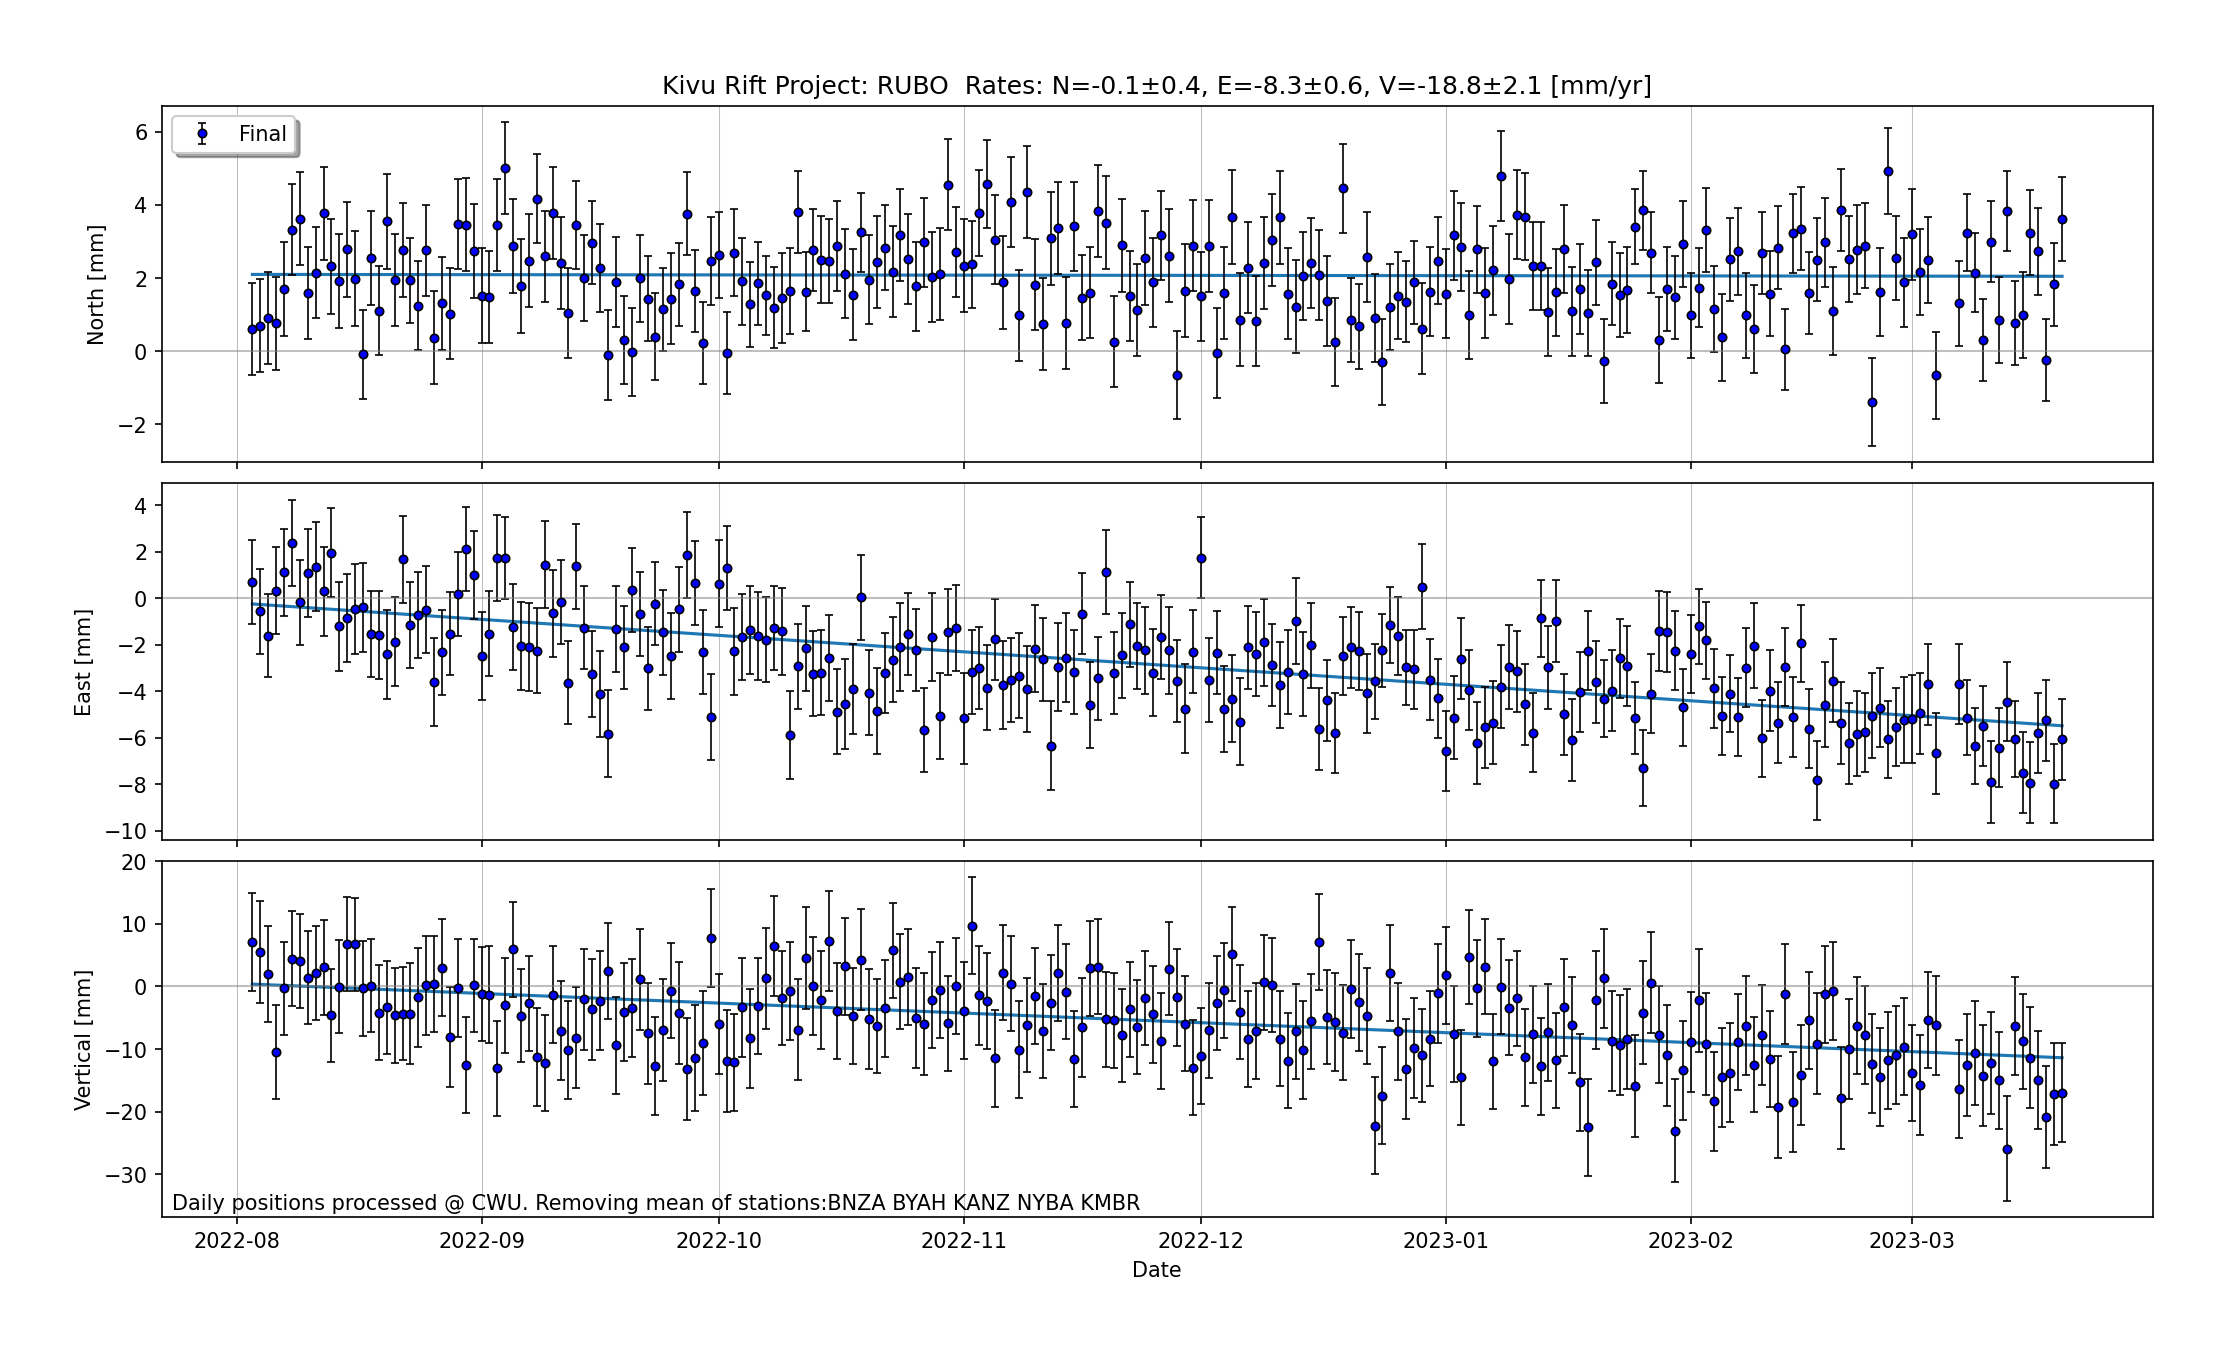 Kivu Rift Project: RUBO  Rates: N=-0.1±0.4, E=-8.3±0.6, V=-18.8±2.1 [mm/yr]
Final
North [mm]
6
4
2
0
−2
East [mm]
4
2
0
−2
−4
−6
−8
−10
Vertical [mm]
20
10
0
−10
−20
−30
Daily positions processed @ CWU. Removing mean of stations:BNZA BYAH KANZ NYBA KMBR
2022-08 2022-09 2022-10 2022-11 2022-12 2023-01 2023-02 2023-03
Date